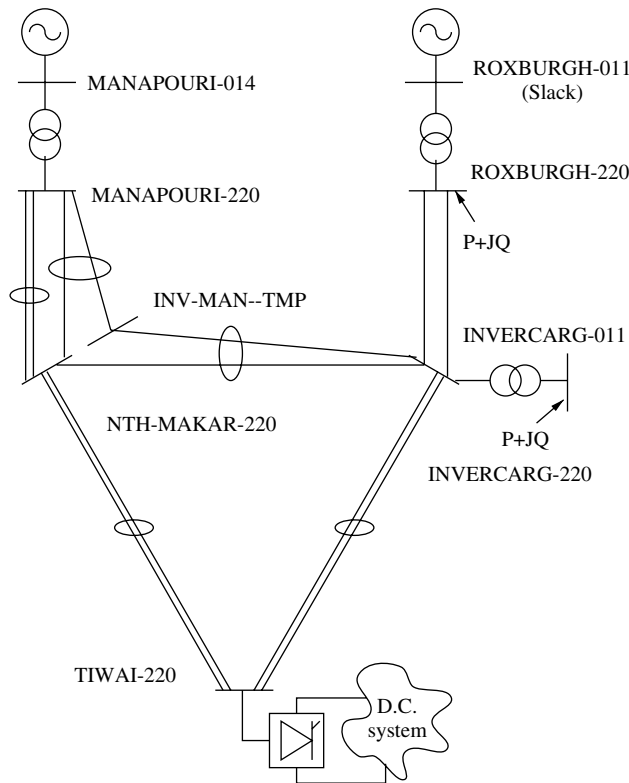 MANAPOURI-014
ROXBURGH-011
(Slack)
MANAPOURI-220
ROXBURGH-220
P+JQ
INV-MAN--TMP
INVERCARG-011
NTH-MAKAR-220
P+JQ
INVERCARG-220
TIWAI-220
D.C.
system